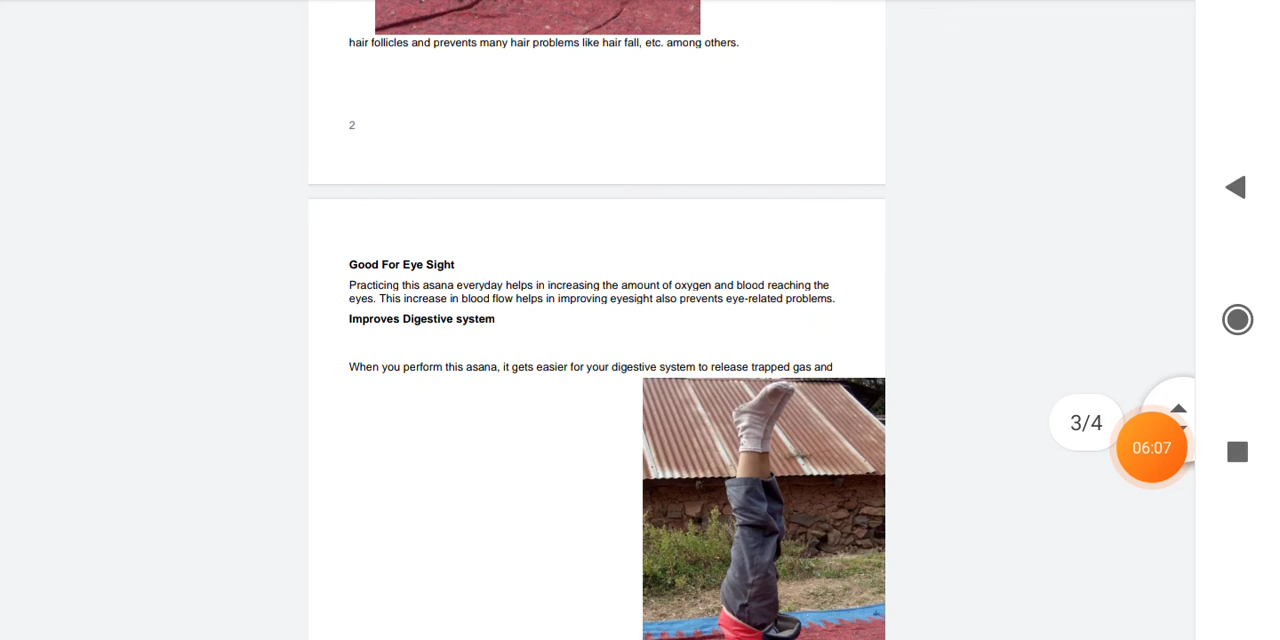 hair follicles and prevents many hair problems like hair fall, etc. among others.
2
Good For Eye Sight
Practicing this asana everyday helps in increasing the amount of oxygen and blood reaching the
eyes. This increase in blood flow helps in improving eyesight also prevents eye-related problems.
Improves Digestive system
When you perform this asana, it gets easier for your digestive system to release trapped gas and
3/4
06:07